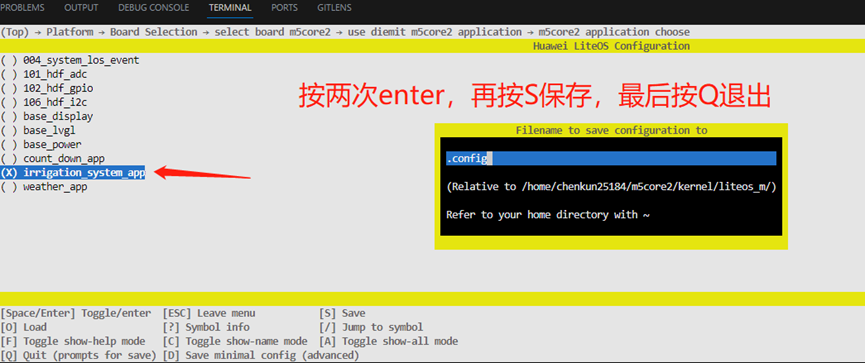 PROBLEMS OUTPUT DEBUG CONSOLE TERMINAL PORTS GITLENS
(Top) → Platform → Board Selection → select board m5core2 → use diemit m5core2 application → m5core2 application choose
Huawei LiteOS Configuration
( ) 004_system_los_event
( ) 101_hdf_adc
( ) 102_hdf_gpio
( ) 106_hdf_i2c
( ) base_display
( ) base_lvgl
( ) base_power
( ) count_down_app
(X) irrigation_system_app
( ) weather_app
按两次enter，再按S保存，最后按Q退出
Filename to save configuration to
.config
(Relative to /home/chenkun25184/m5core2/kernel/liteos_m/)
Refer to your home directory with ~
[Space/Enter] Toggle/enter [ESC] Leave menu [S] Save
[O] Load [?] Symbol info [/] Jump to symbol
[F] Toggle show-help mode [C] Toggle show-name mode [A] Toggle show-all mode
[Q] Quit (prompts for save) [D] Save minimal config (advanced)